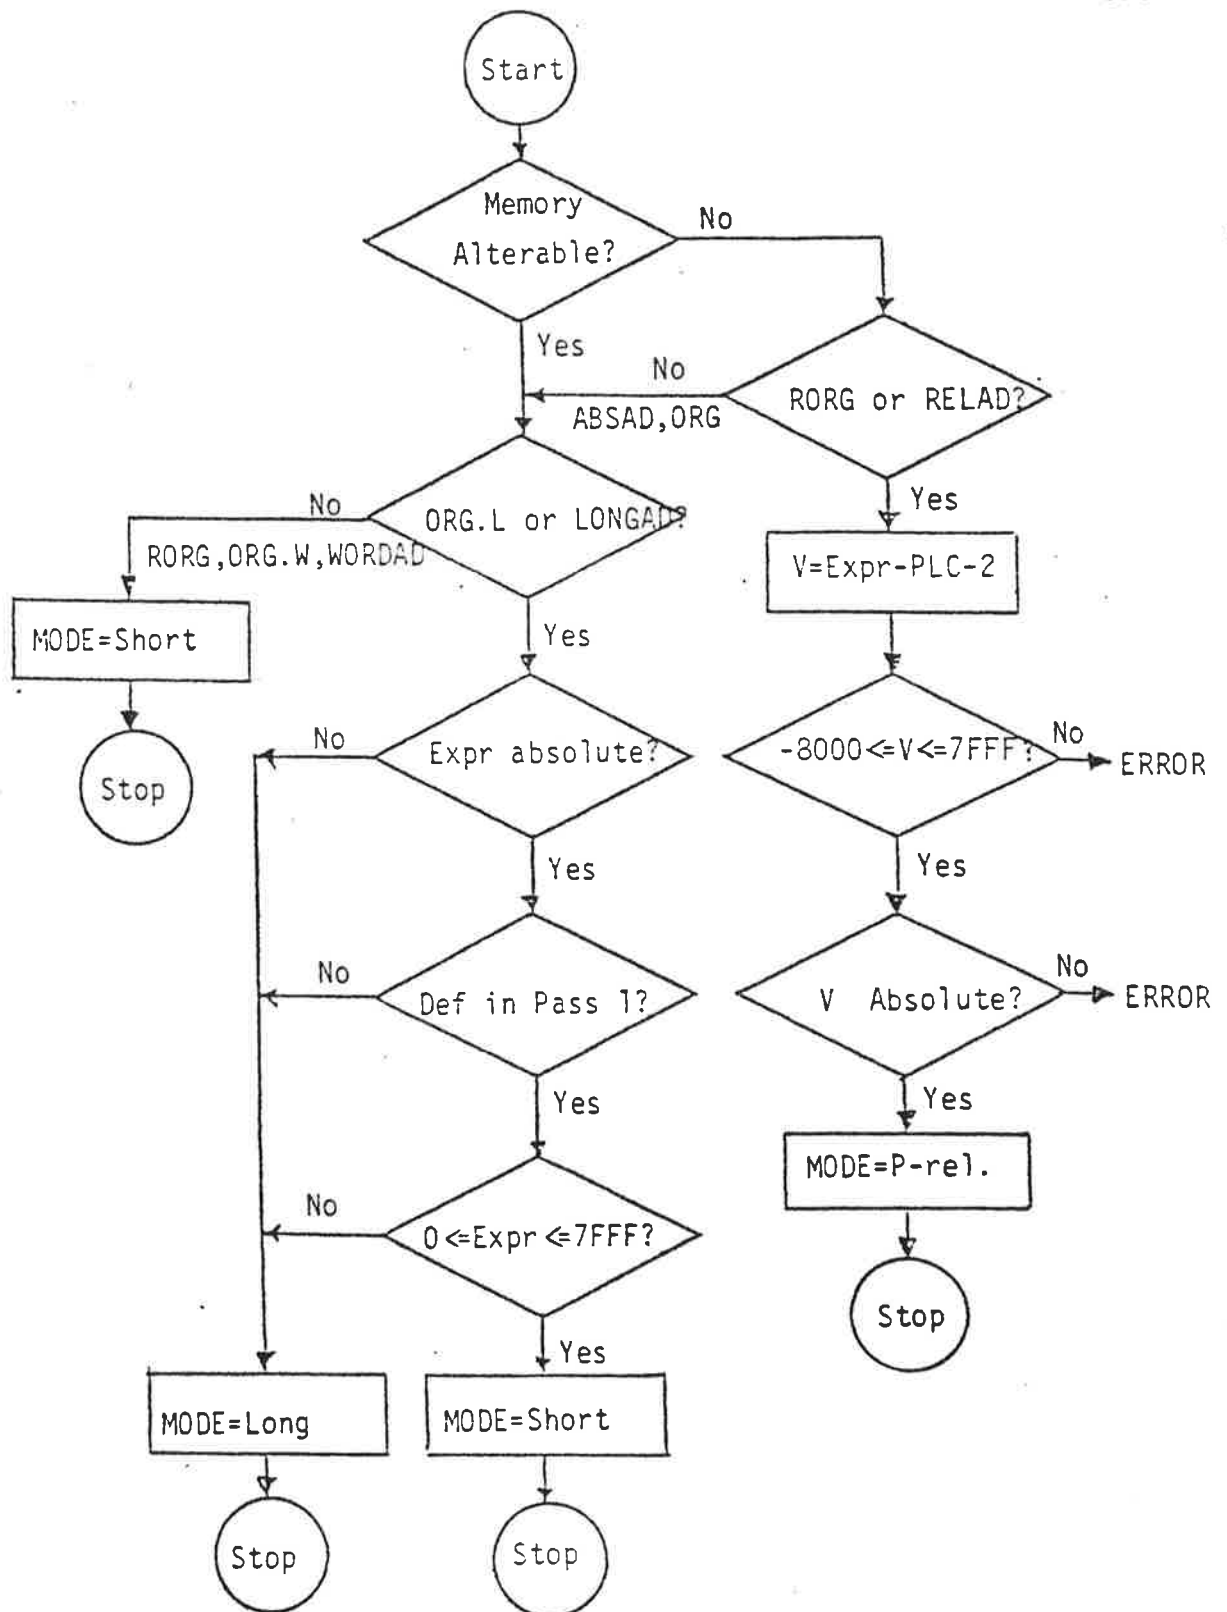 Start
Memory
Alterable?
No
Yes
No
RORG or RELAD?
ABSAD,ORG
No
ORG.L or LONGAD?
Yes
RORG,ORG.W,WORDAD
V=Expr-PLC-2
MODE=Short
Yes
No
Expr absolute?
-8000<=V<=7FFF?
No
ERROR
Stop
Yes
Yes
No
Def in Pass 1?
V Absolute?
No
ERROR
Yes
Yes
MODE=P-rel.
No
0<=Expr<=7FFF?
Stop
Yes
MODE=Long
MODE=Short
Stop
Stop